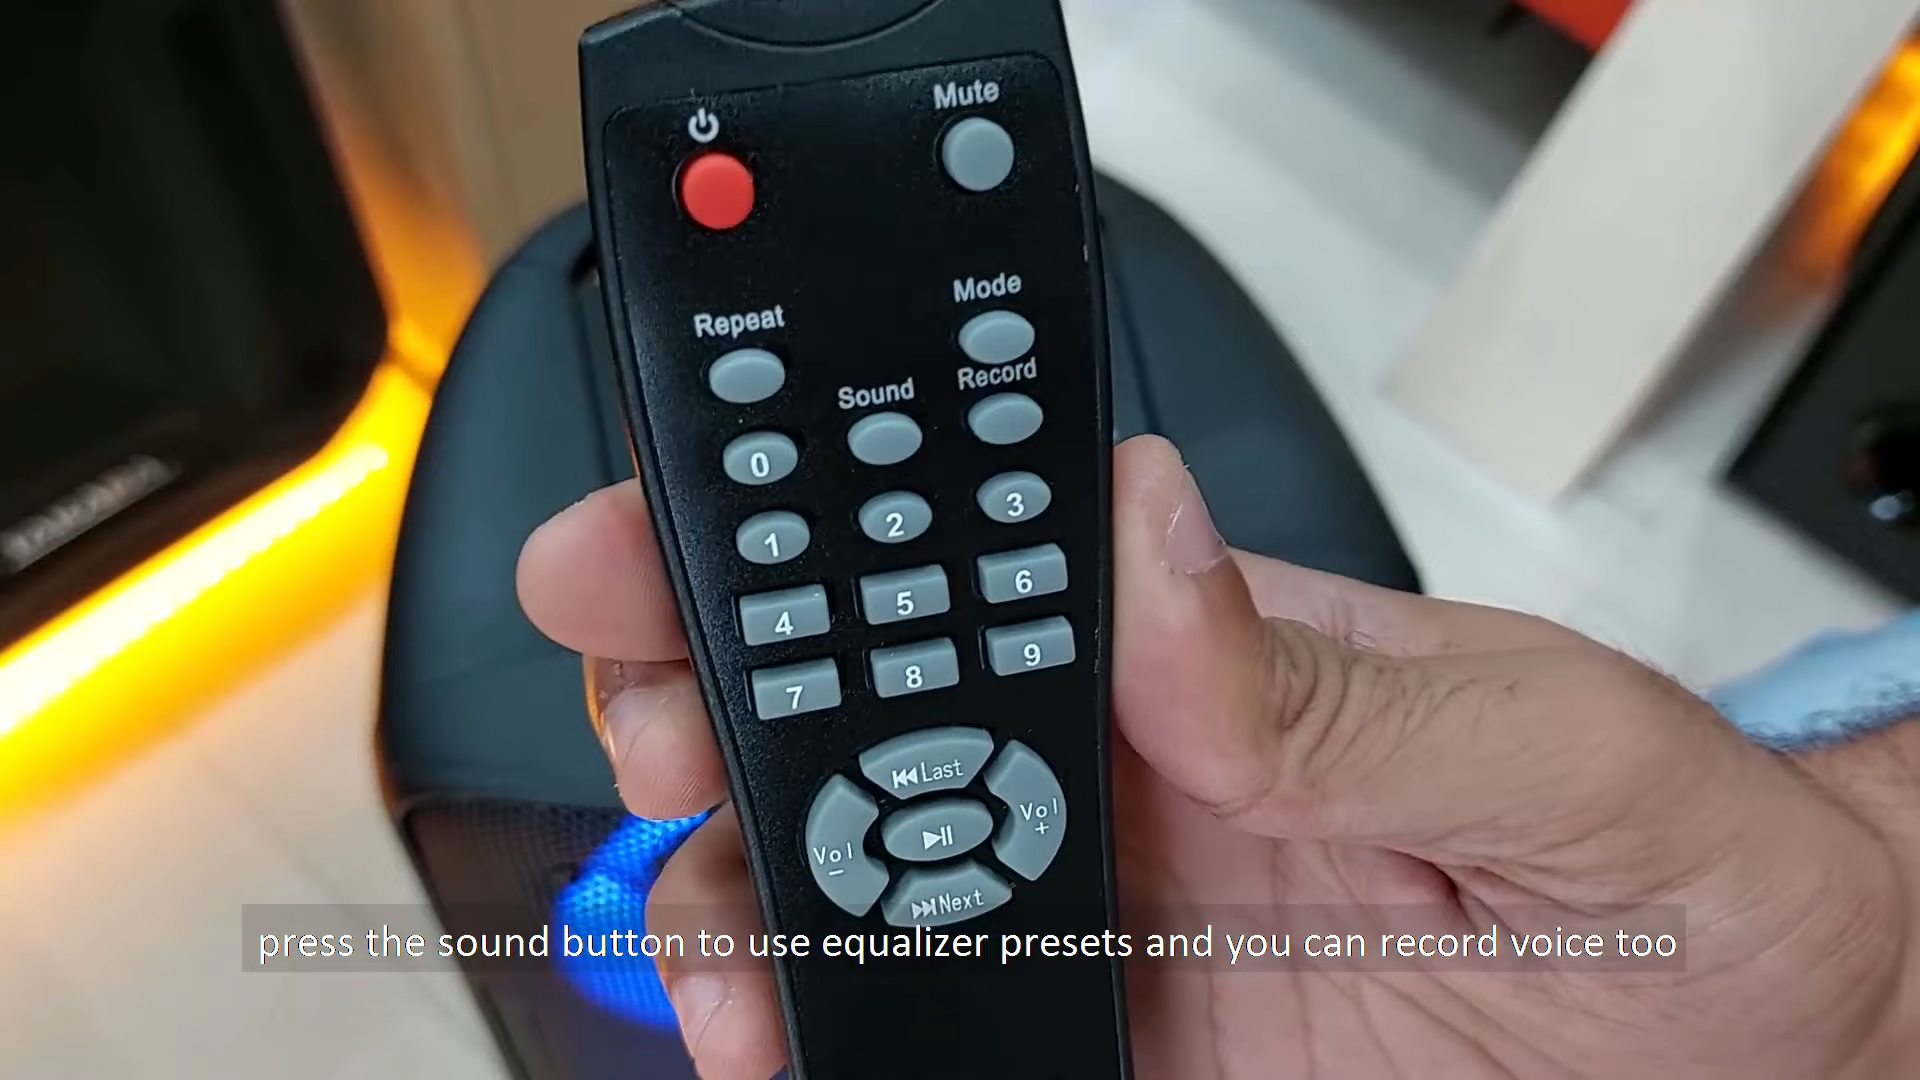 Mute
Mode
Repeat
Record
Sound
0
1 2 3
4 5 6
7 8 9
Last
Vol - Vol +
Next
press the sound button to use equalizer presets and you can record voice too